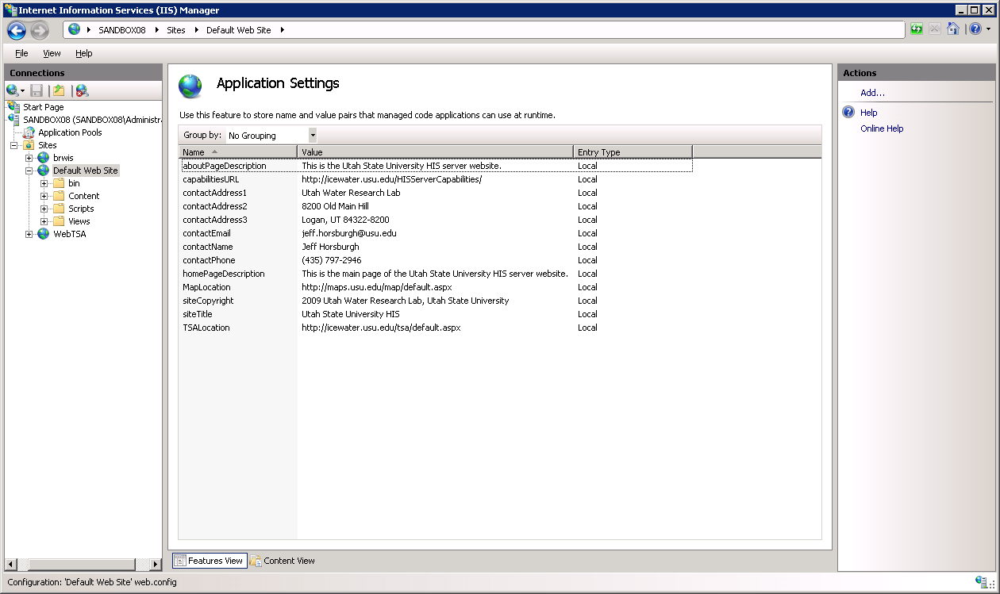 Internet Information Services (IIS) Manager
SANDBOX08 Sites Default Web Site
File View Help
Connections
Start Page
SANDBOX08 (SANDBOX08\Administra
Application Pools
Sites
brwis
Default Web Site
bin
Content
Scripts
Views
WebTSA
Application Settings
Use this feature to store name and value pairs that managed code applications can use at runtime.
Group by: No Grouping
Name Value Entry Type
aboutPageDescription This is the Utah State University HIS server website. Local
capabilitiesURL http://icewater.usu.edu/HISServerCapabilities/ Local
contactAddress1 Utah Water Research Lab Local
contactAddress2 8200 Old Main Hill Local
contactAddress3 Logan, UT 84322-8200 Local
contactEmail jeff.horsburgh@usu.edu Local
contactName Jeff Horsburgh Local
contactPhone (435) 797-2946 Local
homePageDescription This is the main page of the Utah State University HIS server website. Local
MapLocation http://maps.usu.edu/map/default.aspx Local
siteCopyright 2009 Utah Water Research Lab, Utah State University Local
siteTitle Utah State University HIS Local
TSALocation http://icewater.usu.edu/tsa/default.aspx Local
Features View Content View
Actions
Add...
Help
Online Help
Configuration: 'Default Web Site' web.config